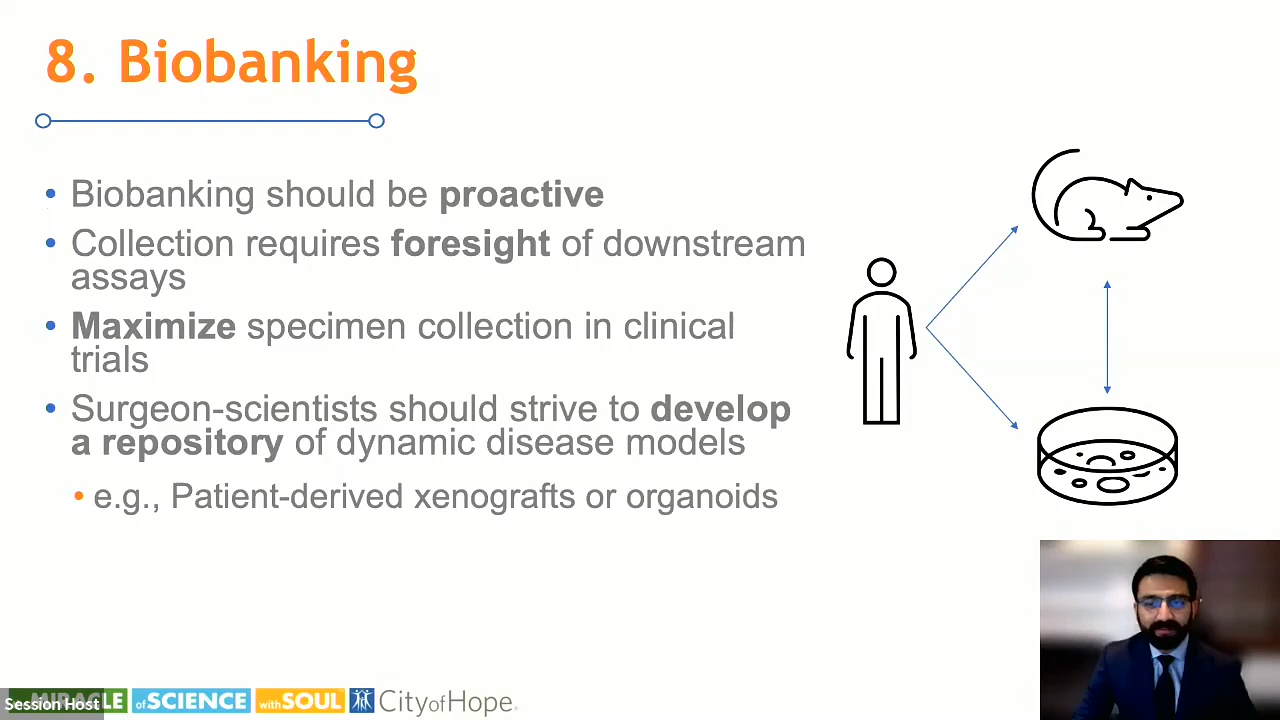 8. Biobanking
• Biobanking should be proactive
• Collection requires foresight of downstream
assays
• Maximize specimen collection in clinical
trials
• Surgeon-scientists should strive to develop
a repository of dynamic disease models
• e.g., Patient-derived xenografts or organoids
Session Host
of SCIENCE
with SOUL
CityofHope